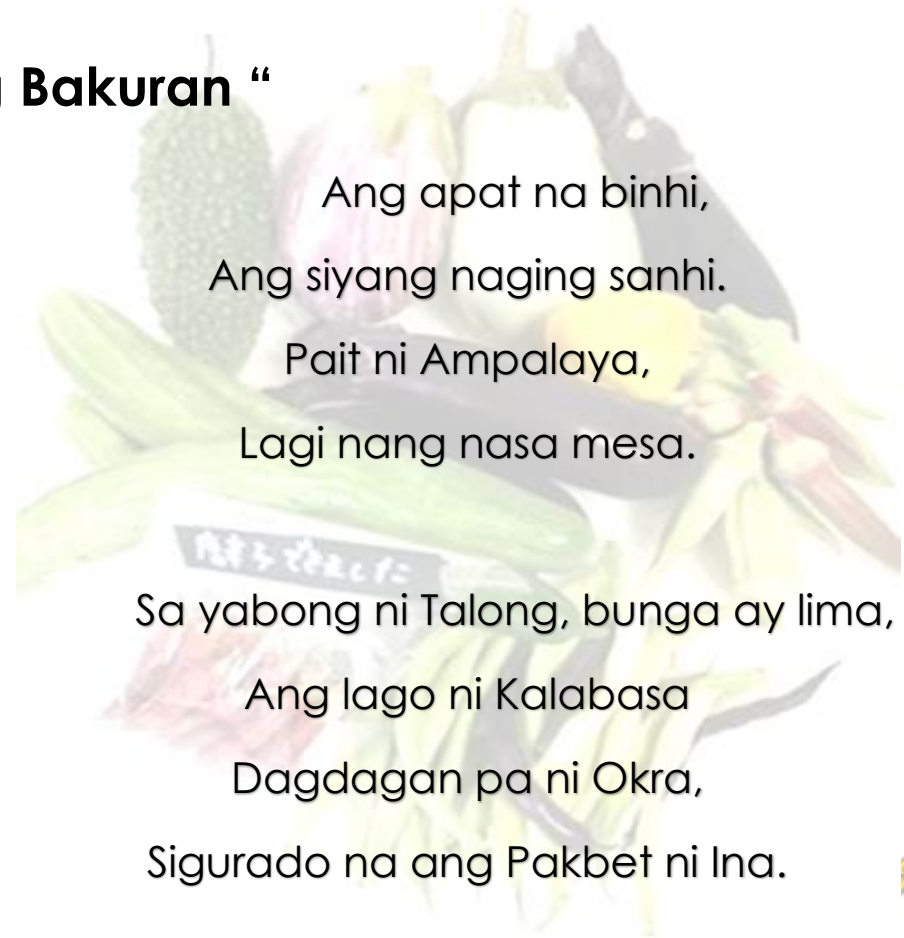 Bakuran “
Ang apat na binhi,
Ang siyang naging sanhi.
Pait ni Ampalaya,
Lagi nang nasa mesa.
Sa yabong ni Talong, bunga ay lima,
Ang lago ni Kalabasa
Dagdagan pa ni Okra,
Sigurado na ang Pakbet ni Ina.